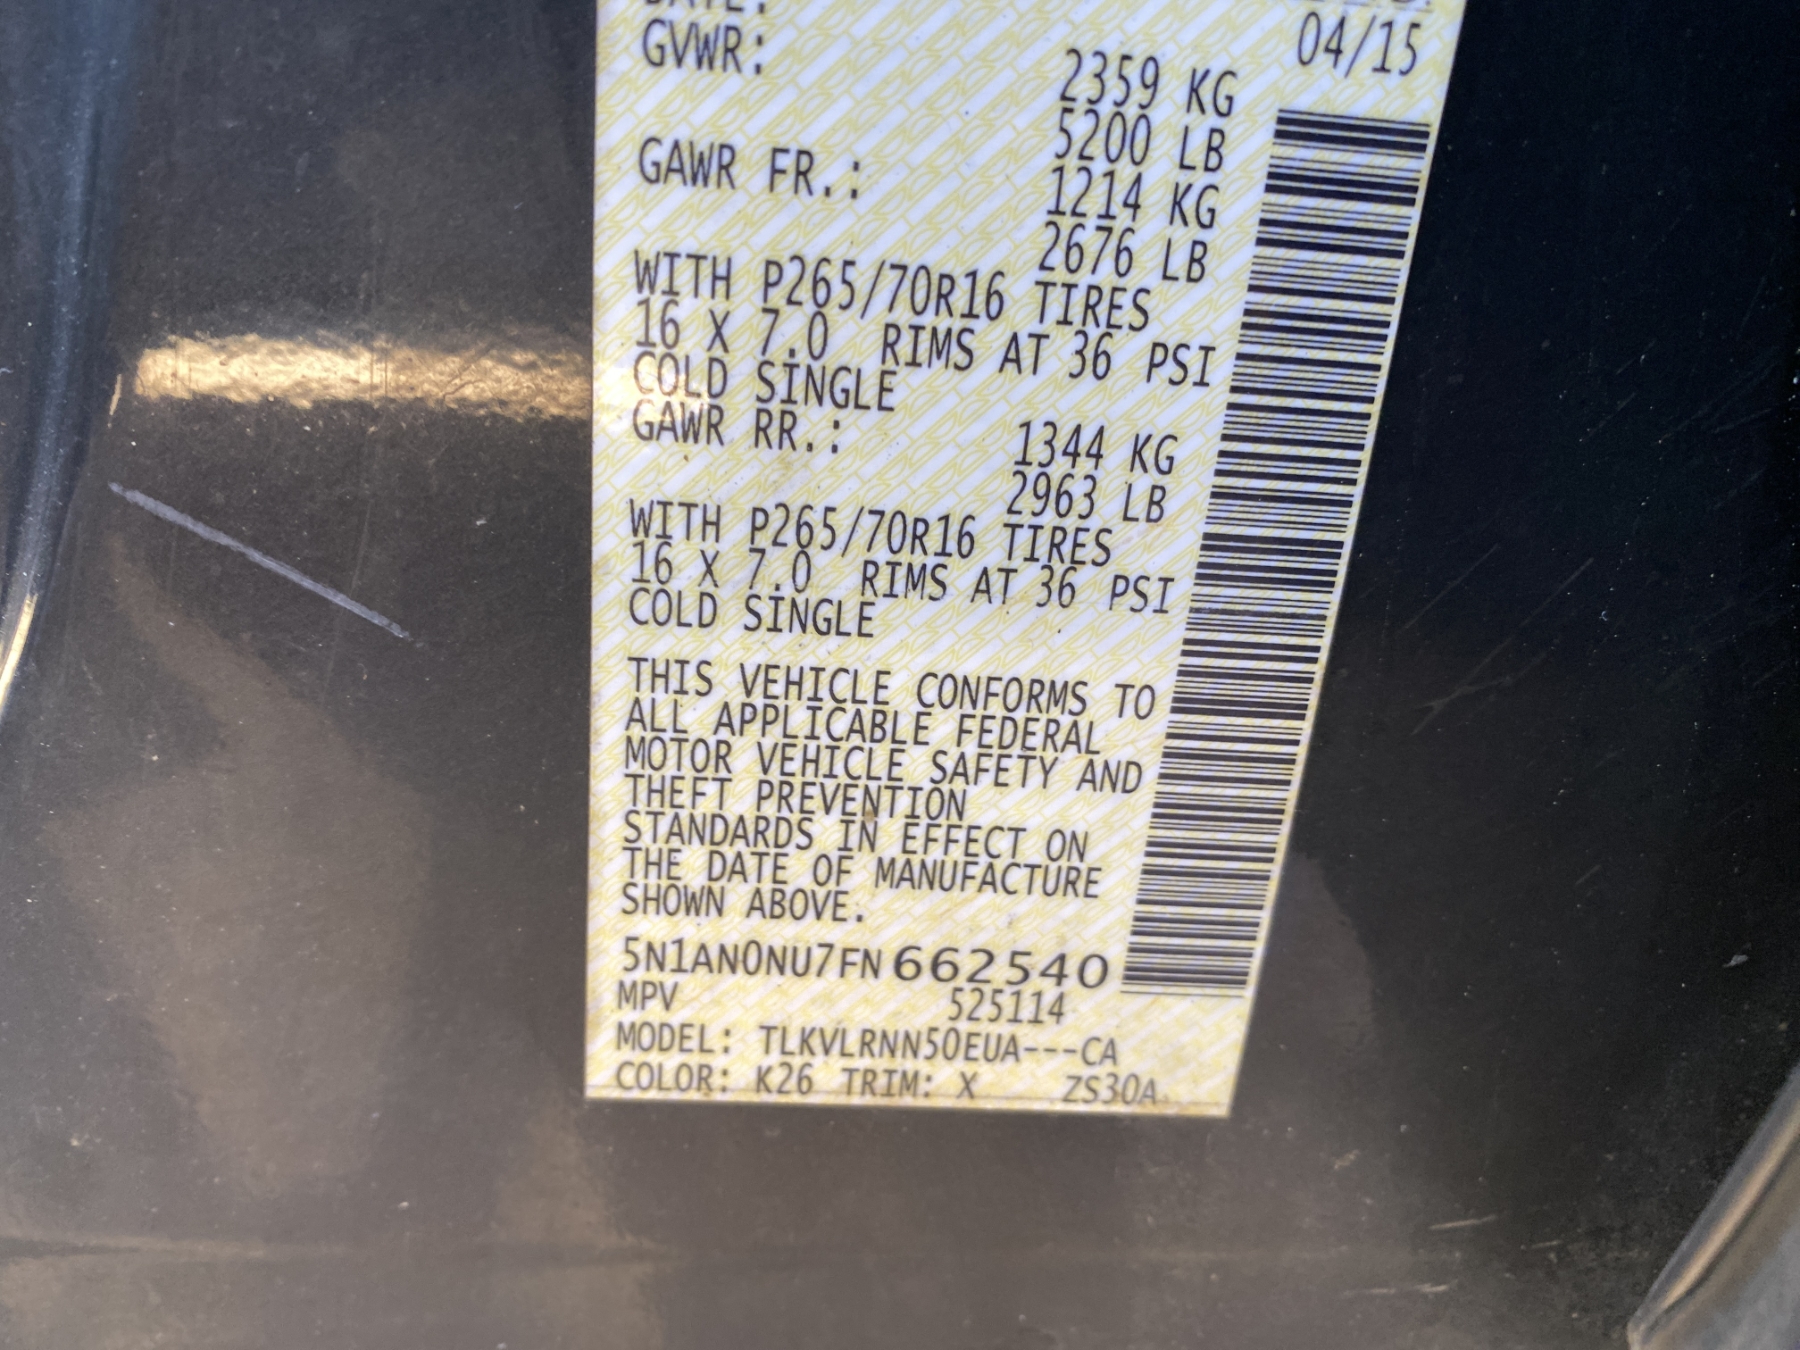 DATE:
04/15
GVWR:
2359 KG
5200 LB
GAWR FR.:
1214 KG
2676 LB
WITH P265/70R16 TIRES
16 X 7.0 RIMS AT 36 PSI
COLD SINGLE
GAWR RR.:
1344 KG
2963 LB
WITH P265/70R16 TIRES
16 X 7.0 RIMS AT 36 PSI
COLD SINGLE
THIS VEHICLE CONFORMS TO
ALL APPLICABLE FEDERAL
MOTOR VEHICLE SAFETY AND
THEFT PREVENTION
STANDARDS IN EFFECT ON
THE DATE OF MANUFACTURE
SHOWN ABOVE.
5N1AN0NU7FN662540
MPV 525114
MODEL: TLKVLRNN50EUA---CA
COLOR: K26 TRIM: X ZS30A